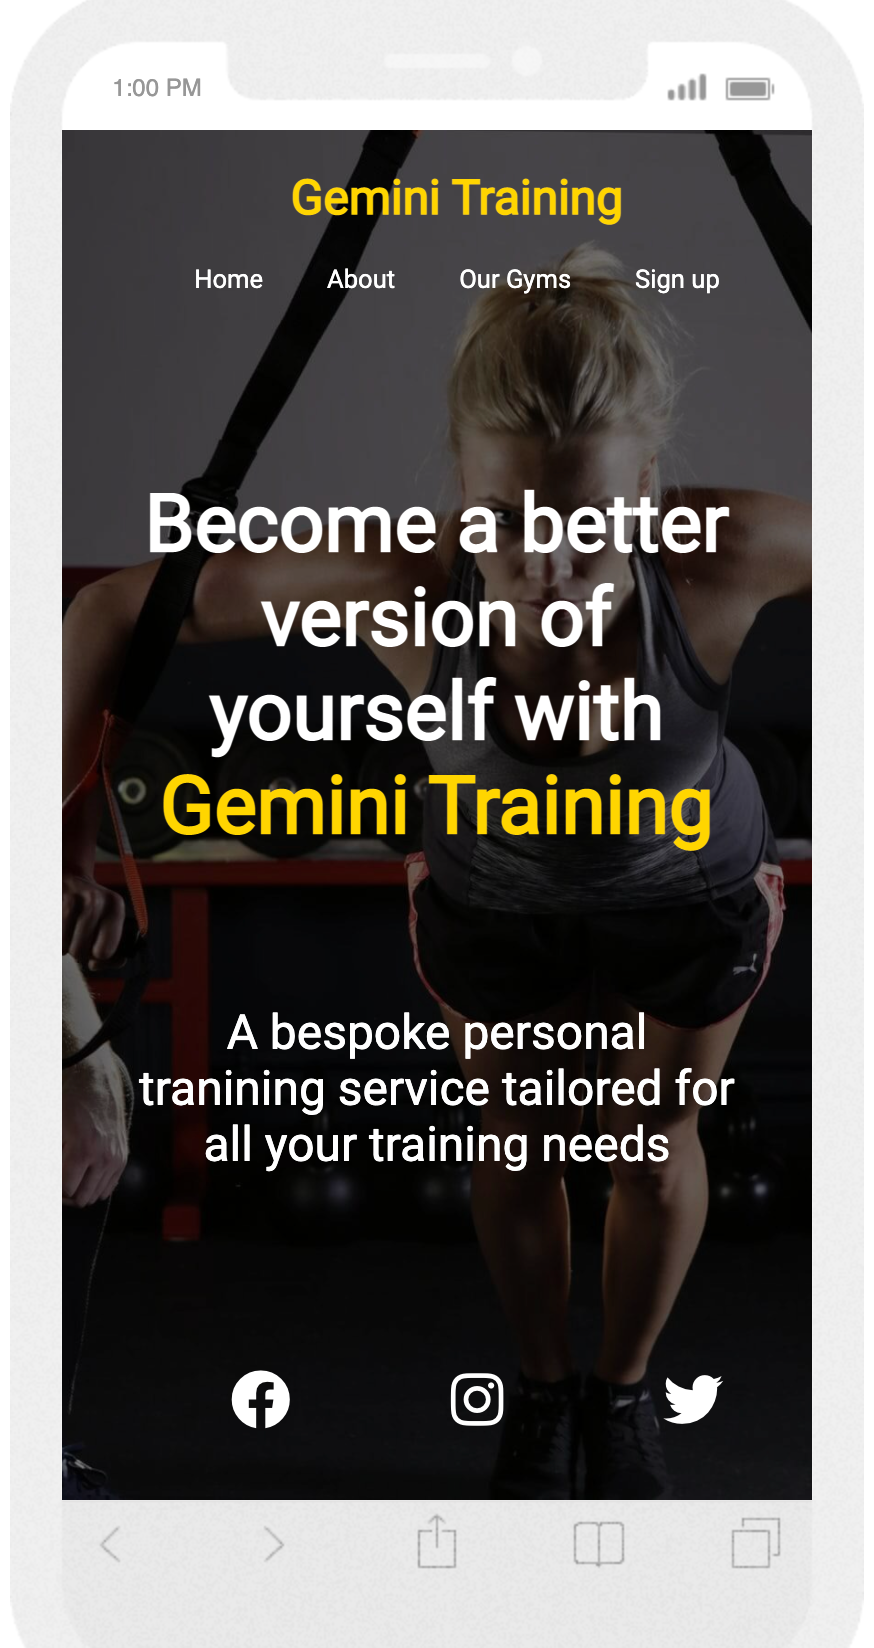 1:00 PM
Gemini Training
Home About Our Gyms Sign up
Become a better
version of
yourself with
Gemini Training
A bespoke personal
tranining service tailored for
all your training needs